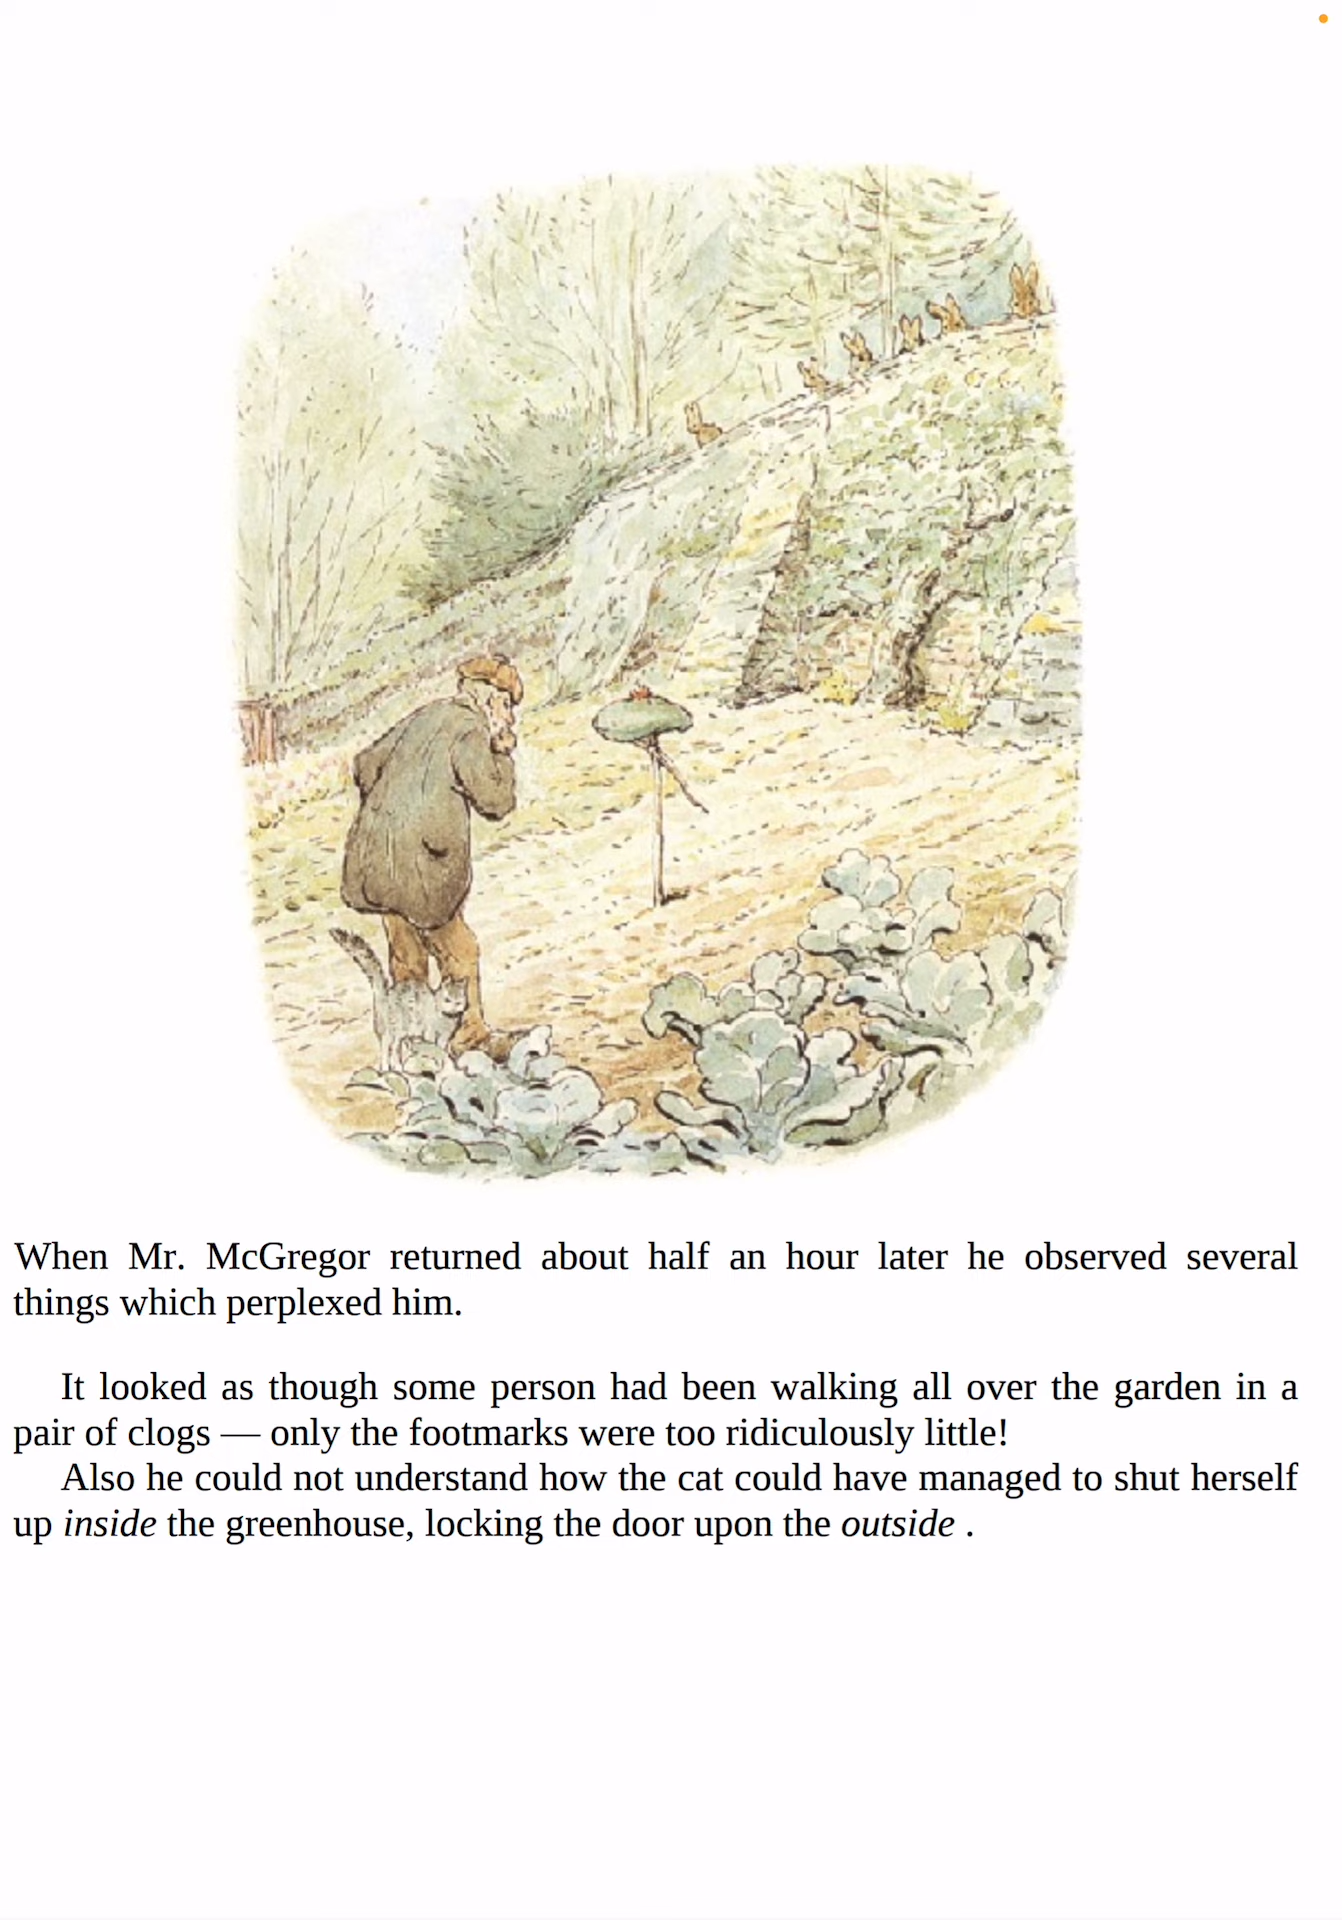 When Mr. McGregor returned about half an hour later he observed several
things which perplexed him.
It looked as though some person had been walking all over the garden in a
pair of clogs — only the footmarks were too ridiculously little!
Also he could not understand how the cat could have managed to shut herself
up inside the greenhouse, locking the door upon the outside .